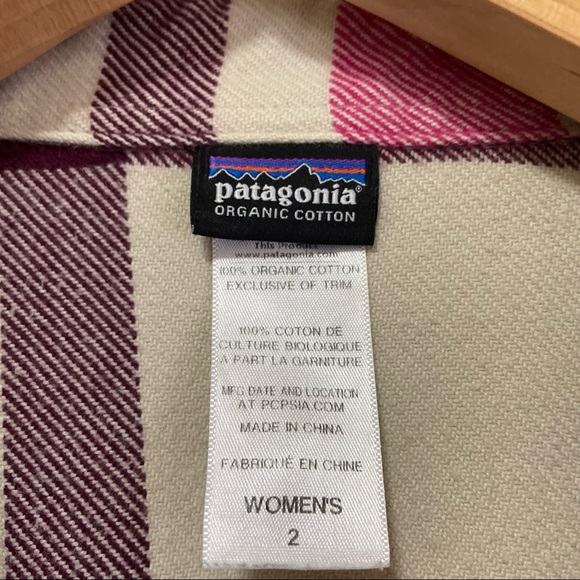 patagonia®
ORGANIC COTTON
This Product
www.patagonia.com
100% ORGANIC COTTON
EXCLUSIVE OF TRIM
100% COTON DE
CULTURE BIOLOGIQUE
A PART LA GARNITURE
MFG DATE AND LOCATION
AT PCPSIA.COM
MADE IN CHINA
FABRIQUÉ EN CHINE
WOMEN'S
2